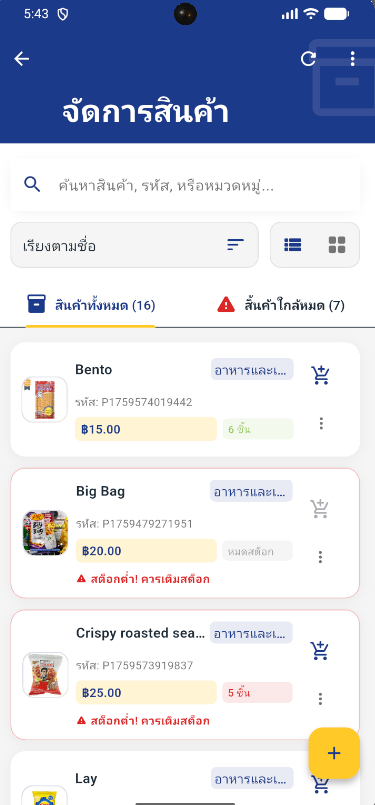 5:43
จัดการสินค้า
ค้นหาสินค้า, รหัส, หรือหมวดหมู่...
เรียงตามชื่อ
สินค้าทั้งหมด (16)
สิ้นค้าใกล้หมด (7)
Bento
อาหารและเ...
รหัส: P1759574019442
฿15.00
6 ชิ้น
Big Bag
อาหารและเ...
รหัส: P1759479271951
฿20.00
หมดสต็อก
สต็อกต่ำ! ควรเติมสต็อก
Crispy roasted sea...
อาหารและเ...
รหัส: P1759573919837
฿25.00
5 ชิ้น
สต็อกต่ำ! ควรเติมสต็อก
Lay
อาหารและเ...